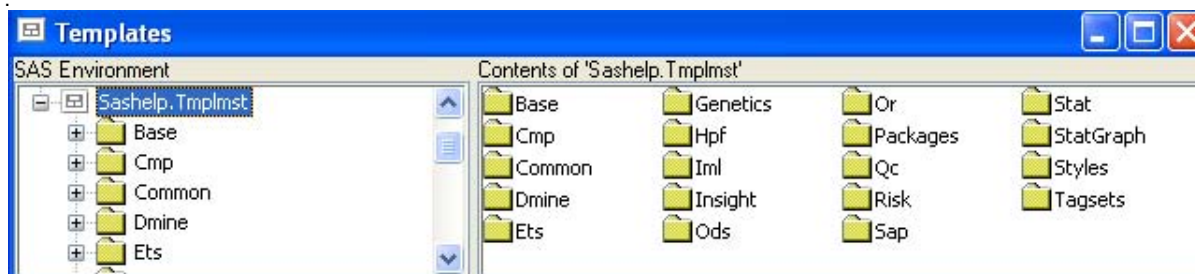 Templates
SAS Environment
Contents of 'Sashelp.Tmplmst'
Sashelp.Tmplmst
Base
Cmp
Common
Dmine
Ets
Base
Genetics
Or
Stat
Cmp
Hpf
Packages
StatGraph
Common
Iml
Qc
Styles
Dmine
Insight
Risk
Tagsets
Ets
Ods
Sap